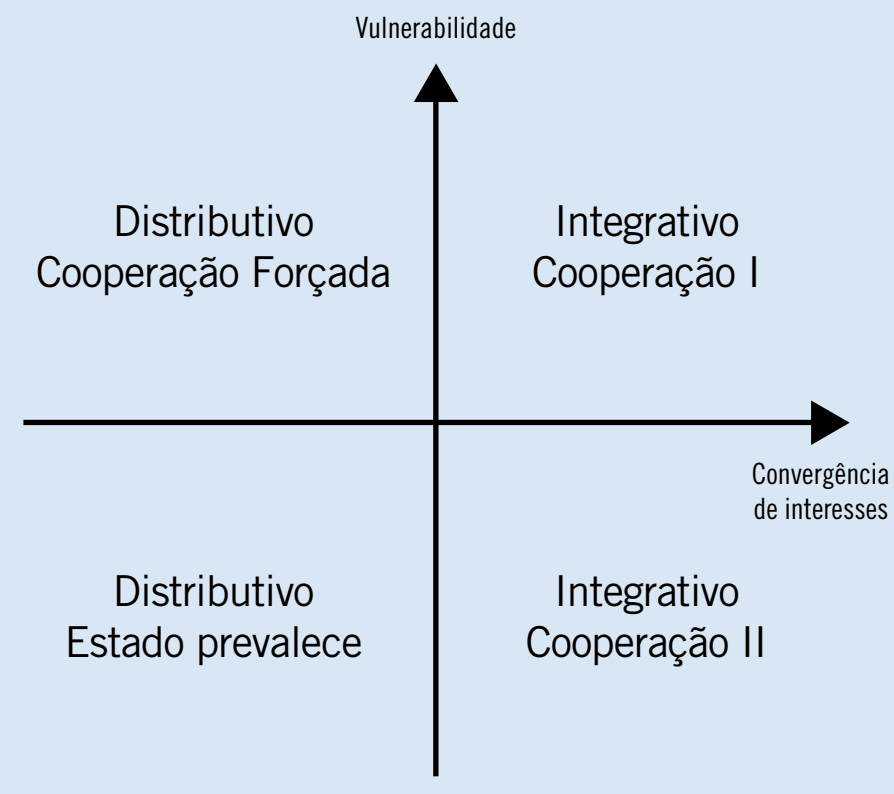 Vulnerabilidade
Distributivo
Cooperação Forçada
Integrativo
Cooperação I
Convergência
de interesses
Distributivo
Estado prevalece
Integrativo
Cooperação II